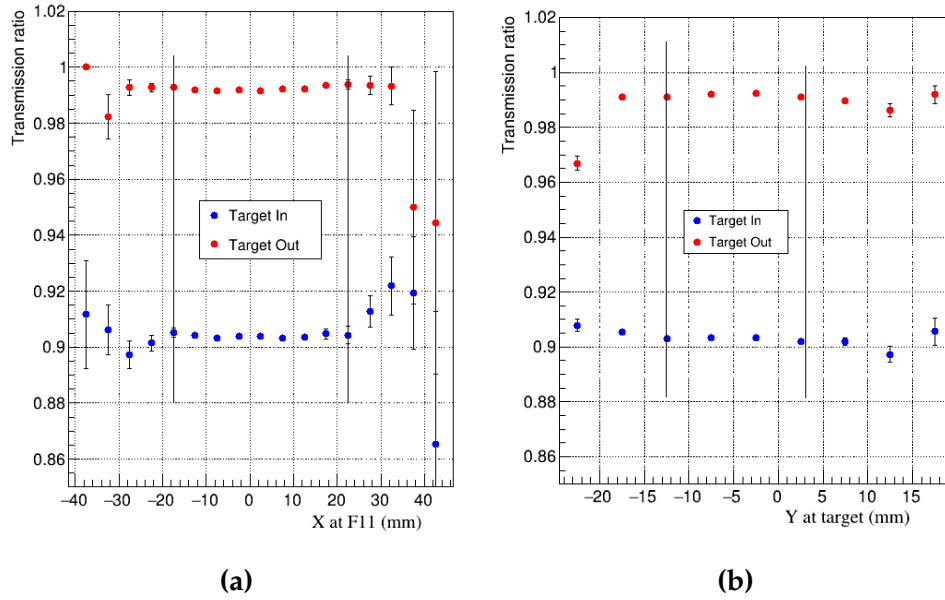 Transmission ratio
1.02
1
0.98
0.96
0.94
0.92
0.9
0.88
0.86
Target In
Target Out
−40 −30 −20 −10 0 10 20 30 40
X at F11 (mm)
(a)
Transmission ratio
1.02
1
0.98
0.96
0.94
0.92
0.9
0.88
0.86
Target In
Target Out
−20 −15 −10 −5 0 5 10 15
Y at target (mm)
(b)